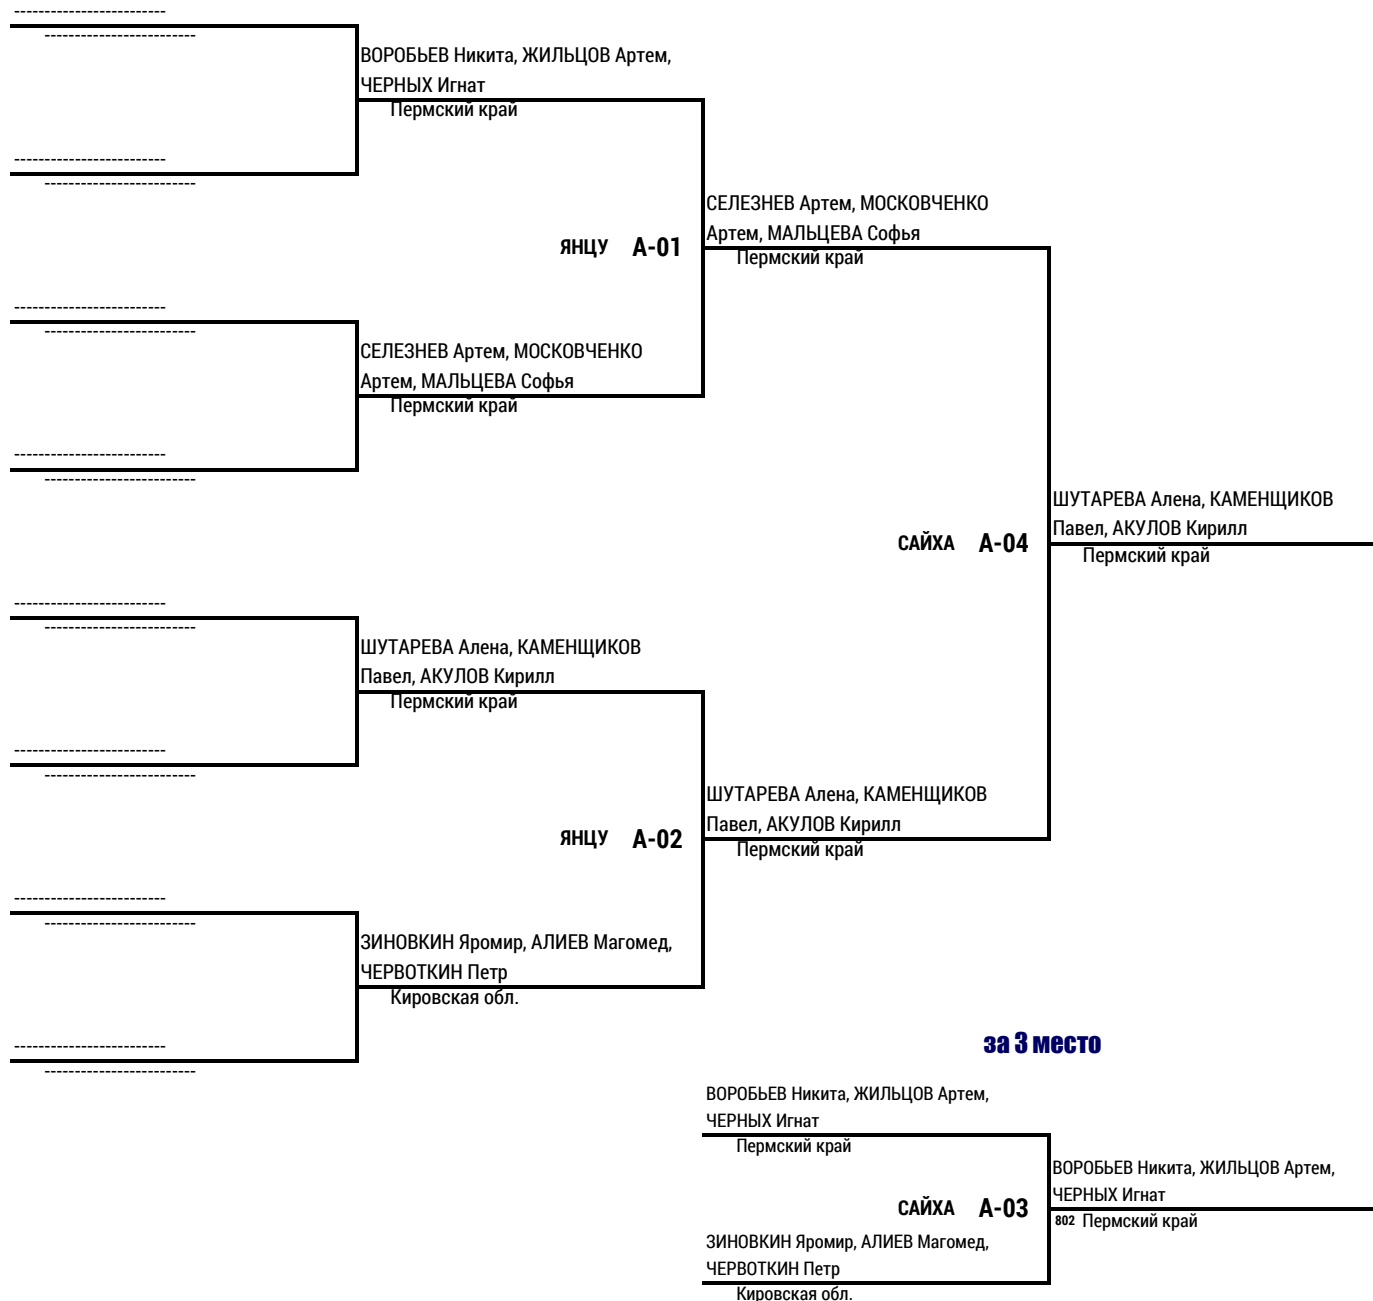 -------------------------
-------------------------
ВОРОБЬЕВ Никита, ЖИЛЬЦОВ Артем,
ЧЕРНЫХ Игнат
Пермский край
-------------------------
-------------------------
СЕЛЕЗНЕВ Артем, МОСКОВЧЕНКО
Артем, МАЛЬЦЕВА Софья
Пермский край
ЯНЦУ A-01
-------------------------
-------------------------
СЕЛЕЗНЕВ Артем, МОСКОВЧЕНКО
Артем, МАЛЬЦЕВА Софья
Пермский край
-------------------------
-------------------------
ШУТАРЕВА Алена, КАМЕНЩИКОВ
Павел, АКУЛОВ Кирилл
Пермский край
САЙХА A-04
-------------------------
-------------------------
ШУТАРЕВА Алена, КАМЕНЩИКОВ
Павел, АКУЛОВ Кирилл
Пермский край
-------------------------
-------------------------
ШУТАРЕВА Алена, КАМЕНЩИКОВ
Павел, АКУЛОВ Кирилл
Пермский край
ЯНЦУ A-02
-------------------------
-------------------------
ЗИНОВКИН Яромир, АЛИЕВ Магомед,
ЧЕРВОТКИН Петр
Кировская обл.
-------------------------
-------------------------
за 3 место
ВОРОБЬЕВ Никита, ЖИЛЬЦОВ Артем,
ЧЕРНЫХ Игнат
Пермский край
ВОРОБЬЕВ Никита, ЖИЛЬЦОВ Артем,
ЧЕРНЫХ Игнат
802 Пермский край
САЙХА A-03
ЗИНОВКИН Яромир, АЛИЕВ Магомед,
ЧЕРВОТКИН Петр
Кировская обл.